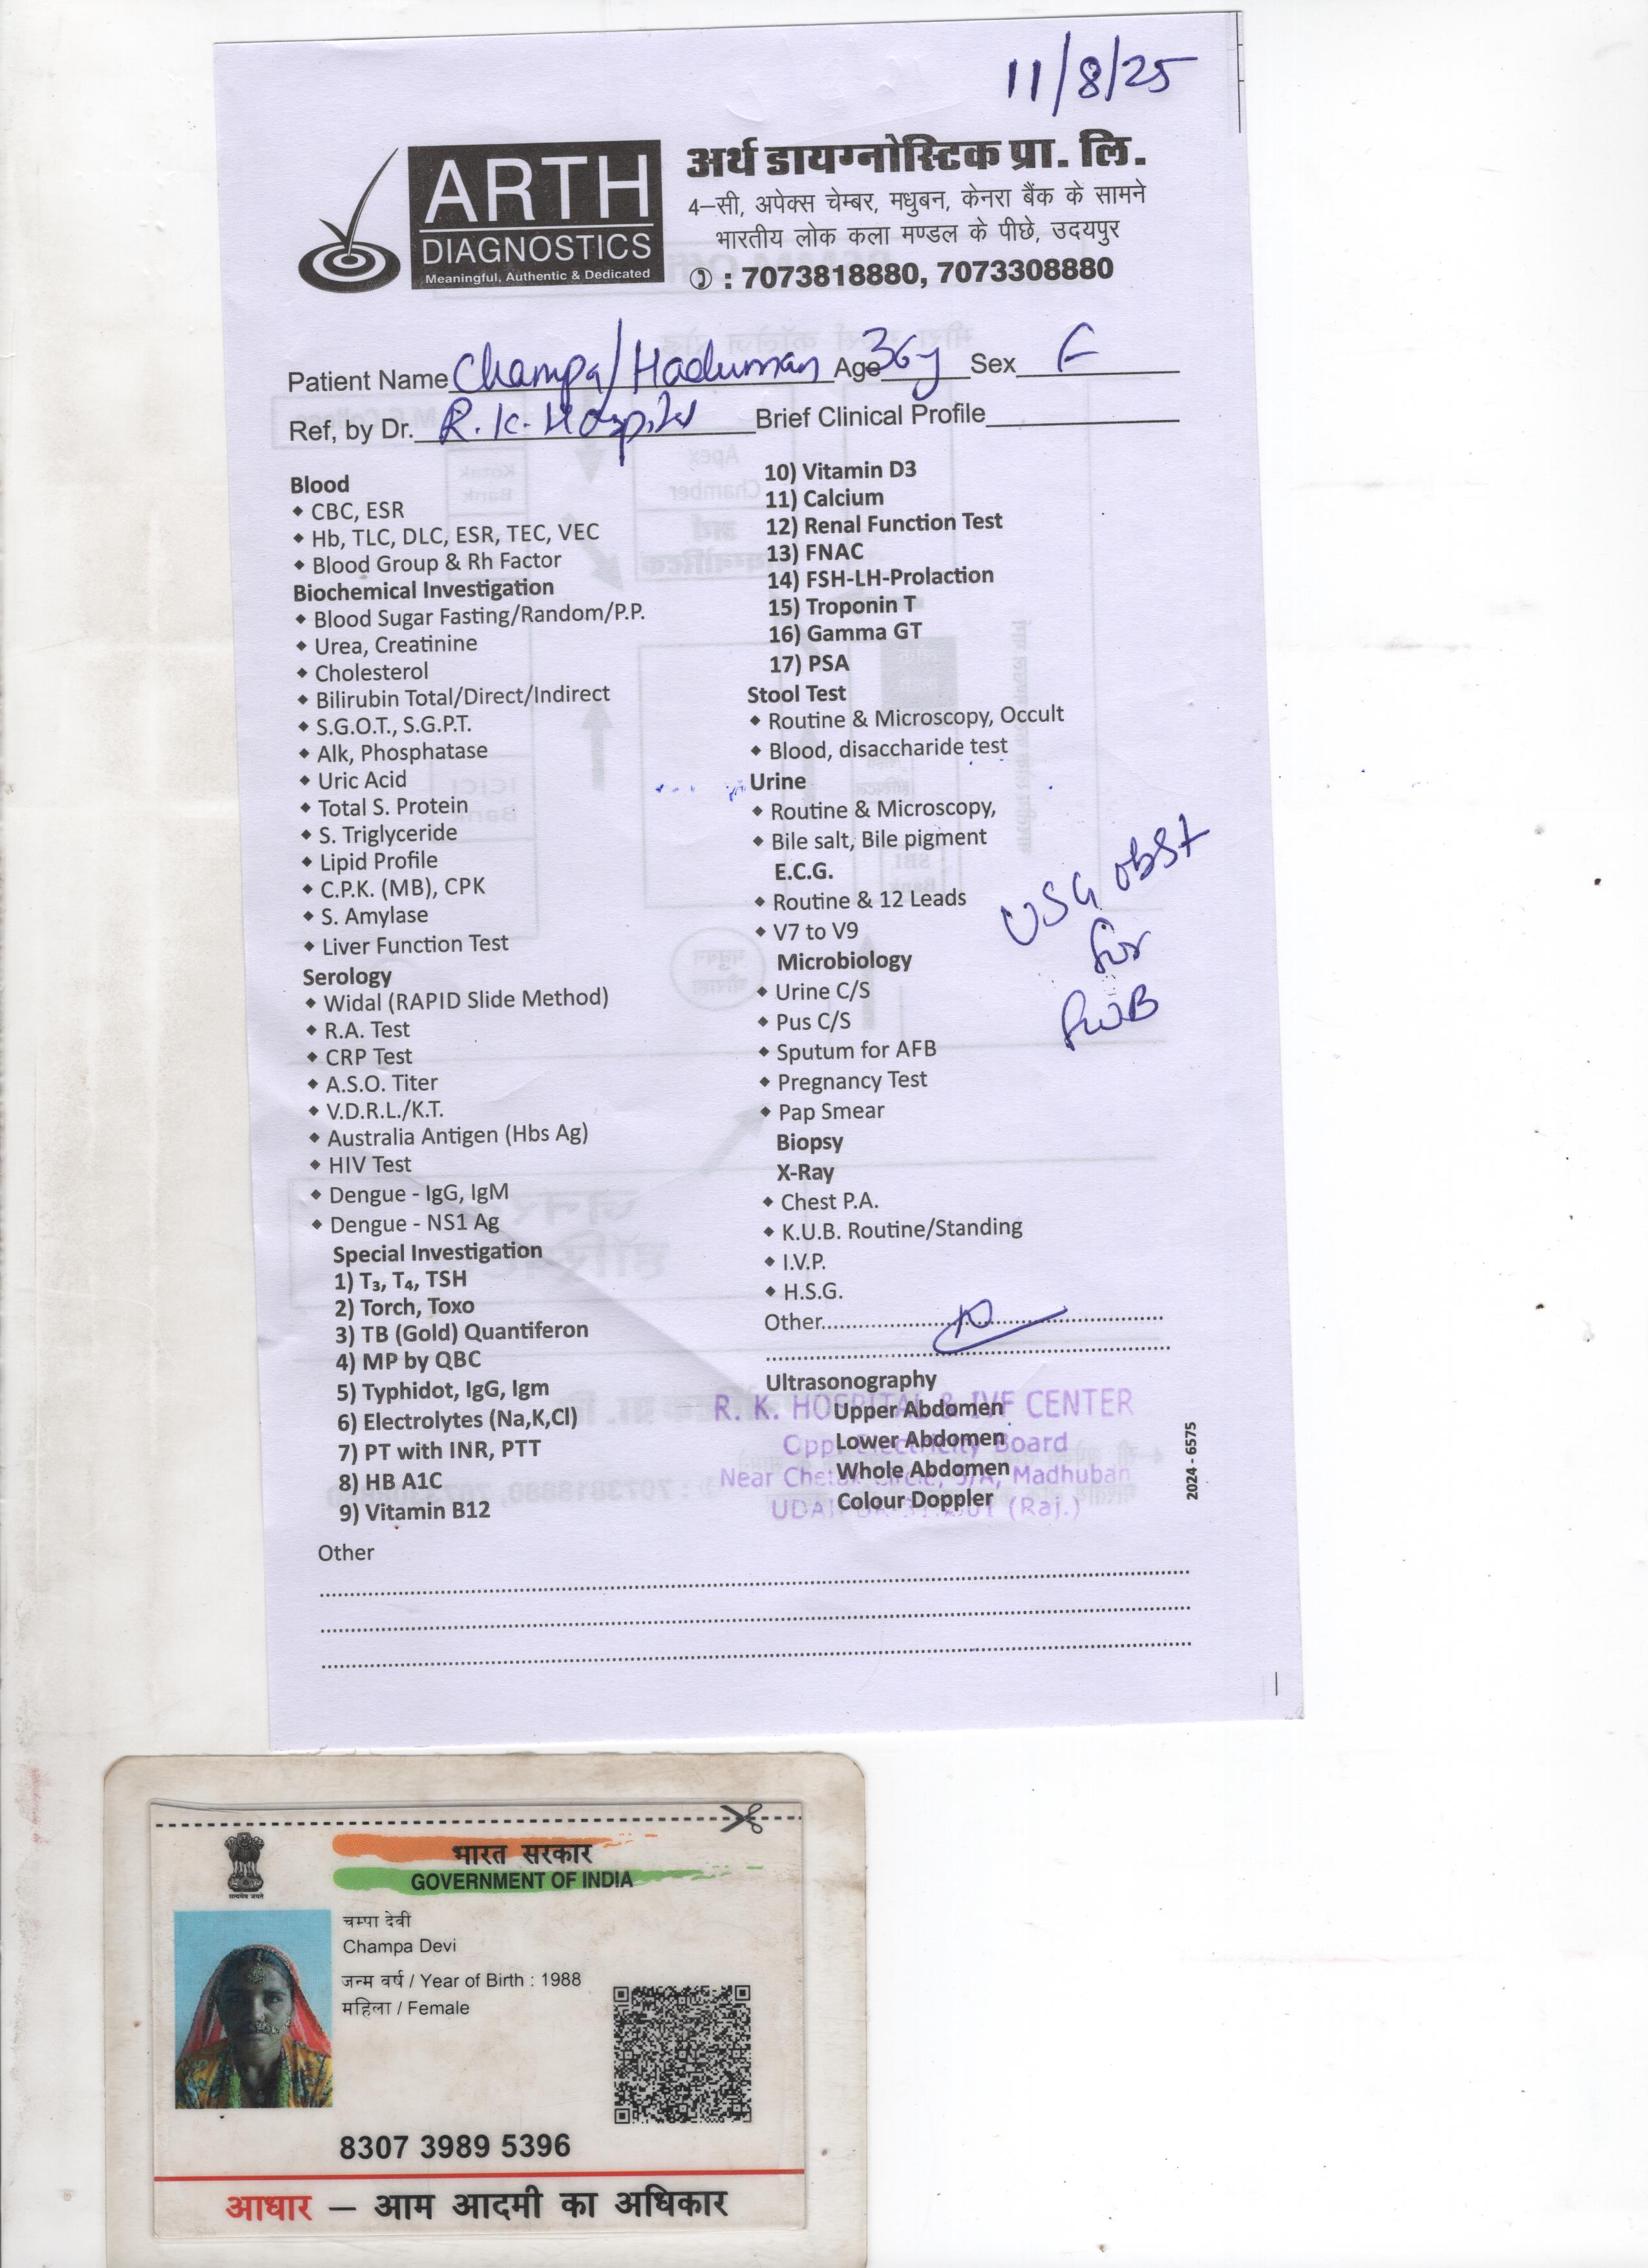 11/8/25
ARTH
DIAGNOSTICS
Meaningful, Authentic & Dedicated
अर्थ डायग्नोस्टिक प्रा. लि.
4–सी, अपेक्स चेम्बर, मधुबन, केनरा बैंक के सामने
भारतीय लोक कला मण्डल के पीछे, उदयपुर
: 7073818880, 7073308880
Patient Name Champa/Haduman Age 36y Sex F
Ref, by Dr. R.K. Hospital Brief Clinical Profile
Blood
CBC, ESR
Hb, TLC, DLC, ESR, TEC, VEC
Blood Group & Rh Factor
Biochemical Investigation
Blood Sugar Fasting/Random/P.P.
Urea, Creatinine
Cholesterol
Bilirubin Total/Direct/Indirect
S.G.O.T., S.G.P.T.
Alk, Phosphatase
Uric Acid
Total S. Protein
S. Triglyceride
Lipid Profile
C.P.K. (MB), CPK
S. Amylase
Liver Function Test
Serology
Widal (RAPID Slide Method)
R.A. Test
CRP Test
A.S.O. Titer
V.D.R.L./K.T.
Australia Antigen (Hbs Ag)
HIV Test
Dengue - IgG, IgM
Dengue - NS1 Ag
Special Investigation
1) T₃, T₄, TSH
2) Torch, Toxo
3) TB (Gold) Quantiferon
4) MP by QBC
5) Typhidot, IgG, Igm
6) Electrolytes (Na,K,Cl)
7) PT with INR, PTT
8) HB A1C
9) Vitamin B12
10) Vitamin D3
11) Calcium
12) Renal Function Test
13) FNAC
14) FSH-LH-Prolaction
15) Troponin T
16) Gamma GT
17) PSA
Stool Test
Routine & Microscopy, Occult
Blood, disaccharide test
Urine
Routine & Microscopy,
Bile salt, Bile pigment
E.C.G.
Routine & 12 Leads
V7 to V9
Microbiology
Urine C/S
Pus C/S
Sputum for AFB
Pregnancy Test
Pap Smear
Biopsy
X-Ray
Chest P.A.
K.U.B. Routine/Standing
I.V.P.
H.S.G.
Other
USG obst
for
FWB
Ultrasonography
Upper Abdomen
Lower Abdomen
Whole Abdomen
Colour Doppler
R. K. HOSPITAL & IVF CENTER
Opp. Electricity Board
Near Chetak Circle, 5/A, Madhuban
(Raj.)
2024 - 6575
Other
भारत सरकार
GOVERNMENT OF INDIA
सत्यमेव जयते
चम्पा देवी
Champa Devi
जन्म वर्ष / Year of Birth : 1988
महिला / Female
8307 3989 5396
आधार – आम आदमी का अधिकार